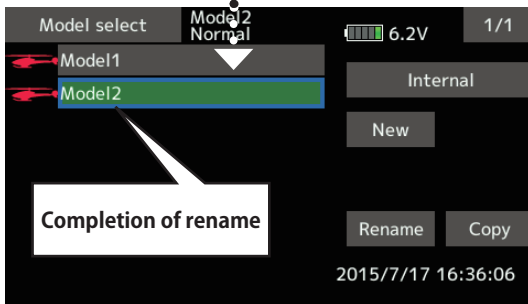 Model select
Model2
Normal
6.2V
1/1
Model1
Internal
Model2
New
Completion of rename
Rename
Copy
2015/7/17 16:36:06